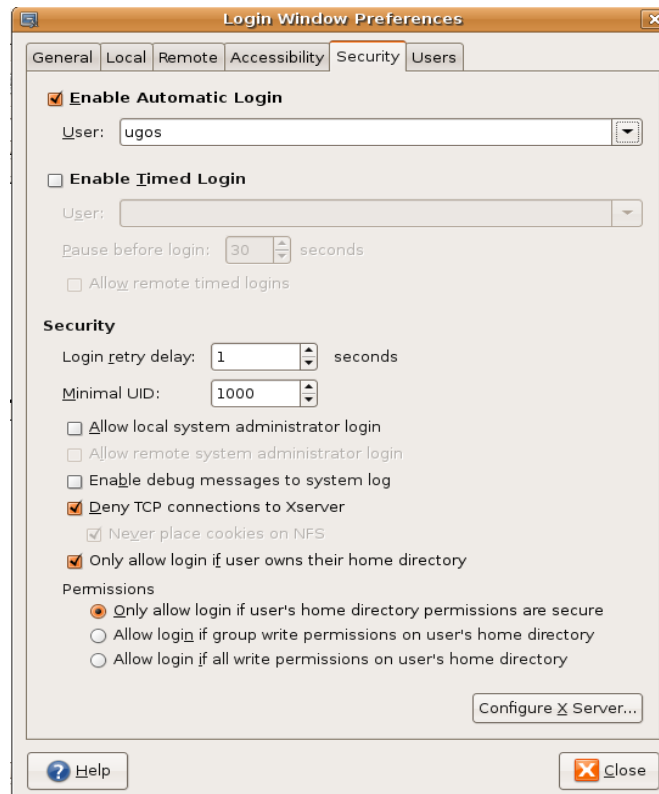 Login Window Preferences
General Local Remote Accessibility Security Users
Enable Automatic Login
User: ugos
Enable Timed Login
User:
Pause before login: 30 seconds
Allow remote timed logins
Security
Login retry delay: 1 seconds
Minimal UID: 1000
Allow local system administrator login
Allow remote system administrator login
Enable debug messages to system log
Deny TCP connections to Xserver
Never place cookies on NFS
Only allow login if user owns their home directory
Permissions
Only allow login if user's home directory permissions are secure
Allow login if group write permissions on user's home directory
Allow login if all write permissions on user's home directory
Configure X Server...
Help Close